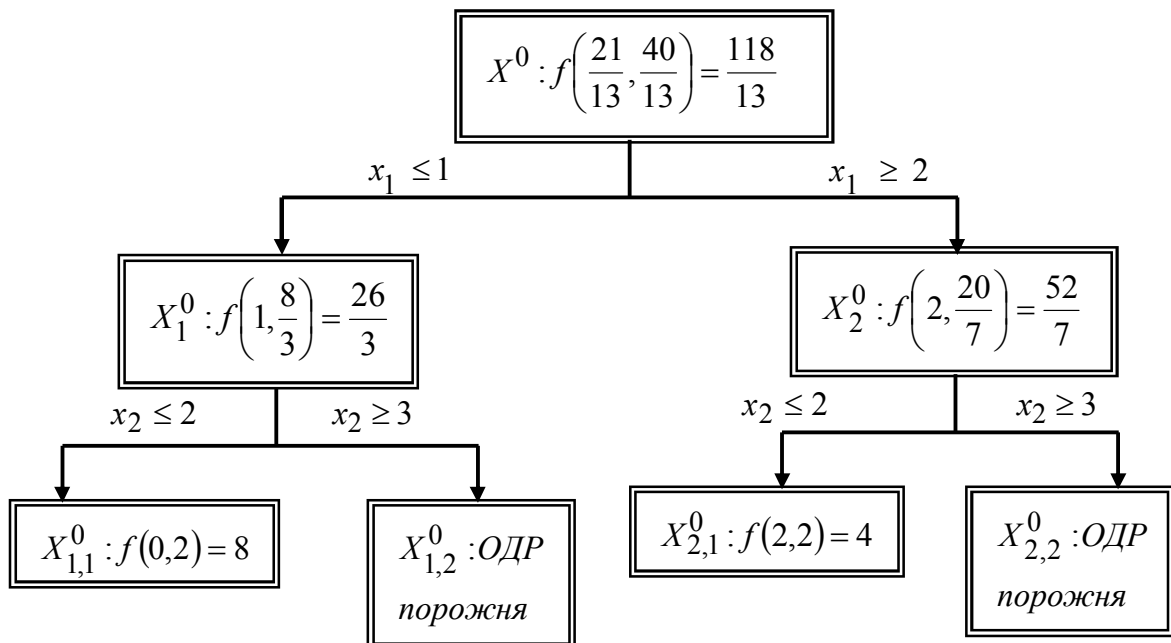 X^0 : f(21/13, 40/13) = 118/13
x_1 ≤ 1
x_1 ≥ 2
X_1^0 : f(1, 8/3) = 26/3
X_2^0 : f(2, 20/7) = 52/7
x_2 ≤ 2
x_2 ≥ 3
x_2 ≤ 2
x_2 ≥ 3
X_{1,1}^0 : f(0,2) = 8
X_{1,2}^0 : ОДР
порожня
X_{2,1}^0 : f(2,2) = 4
X_{2,2}^0 : ОДР
порожня